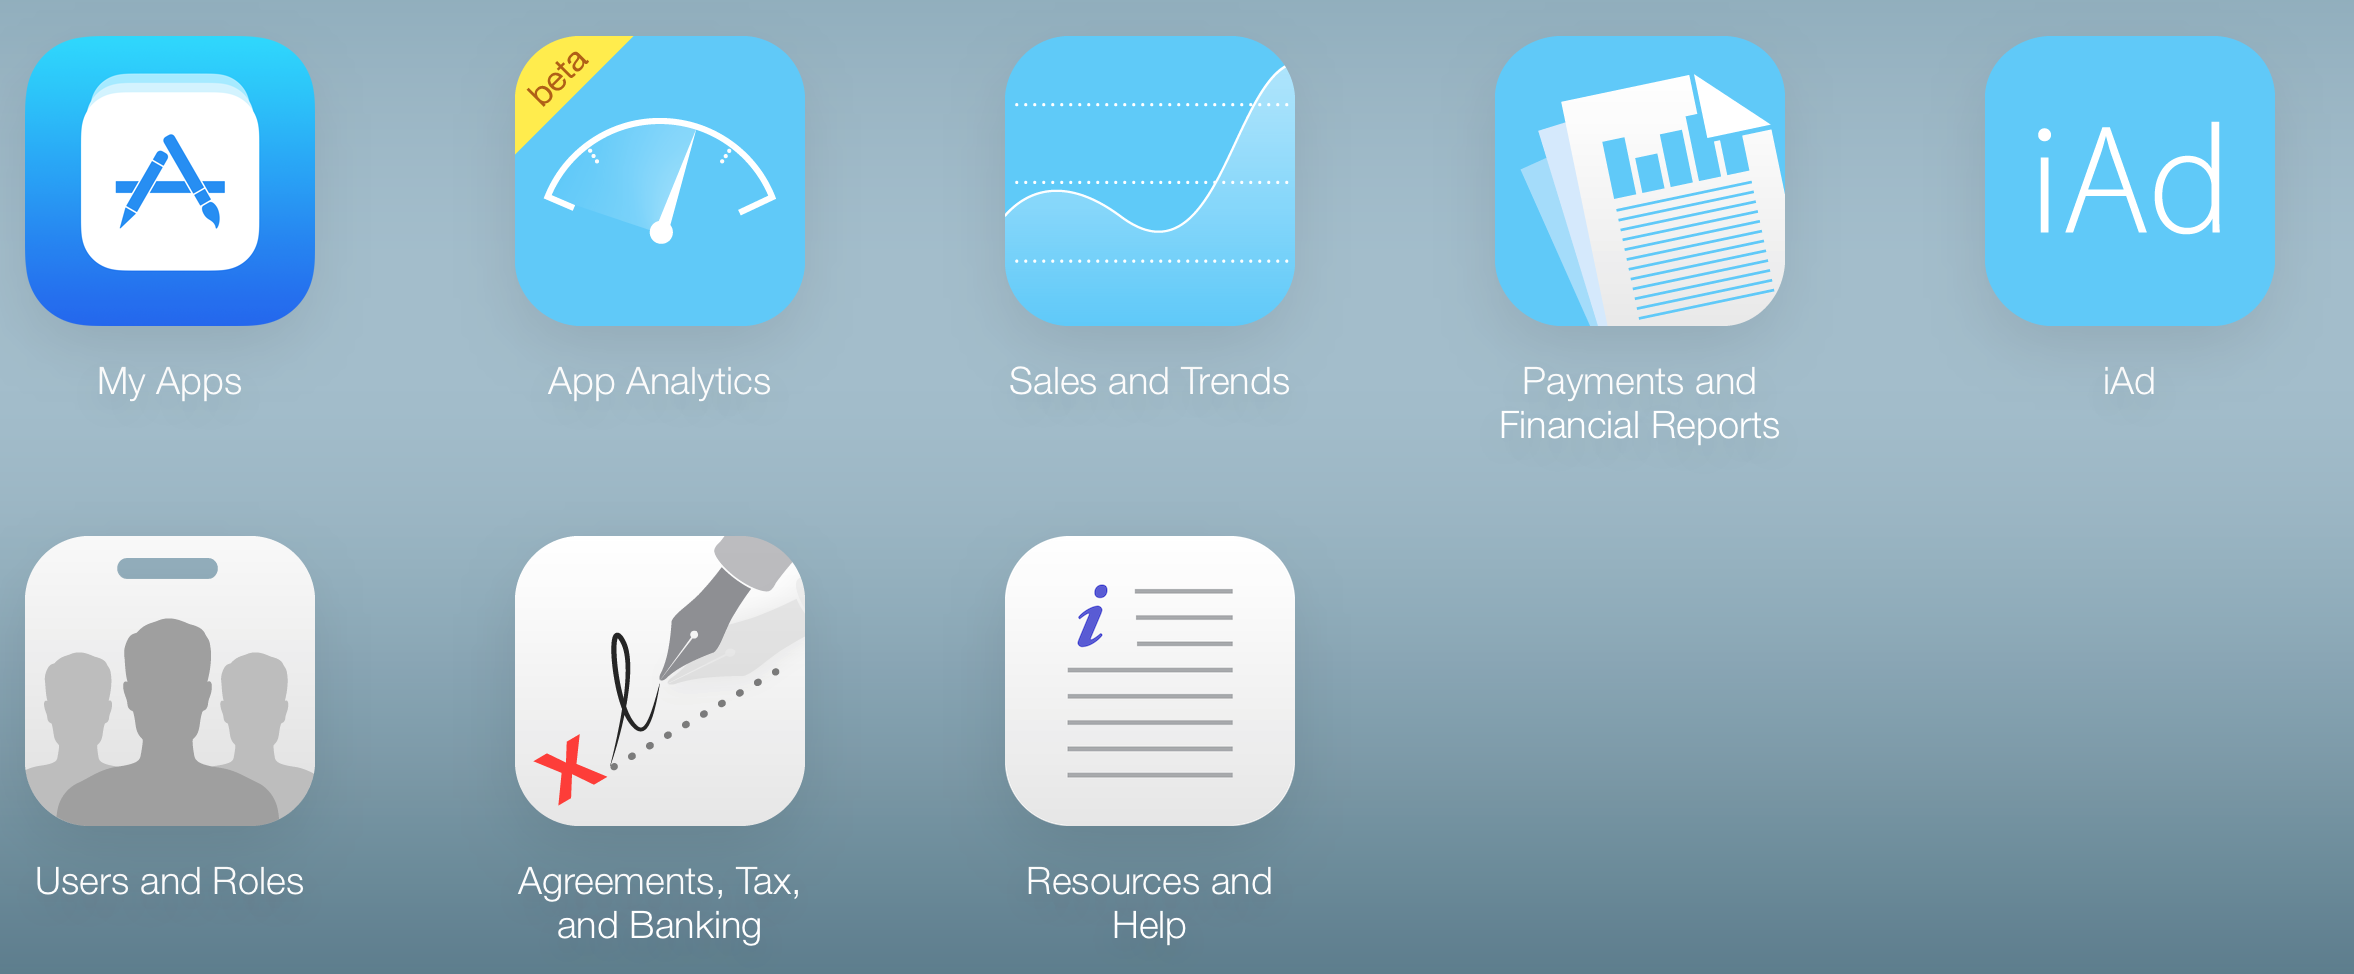 beta
iAd
My Apps
App Analytics
Sales and Trends
Payments and
Financial Reports
iAd
i
X
Users and Roles
Agreements, Tax,
and Banking
Resources and
Help